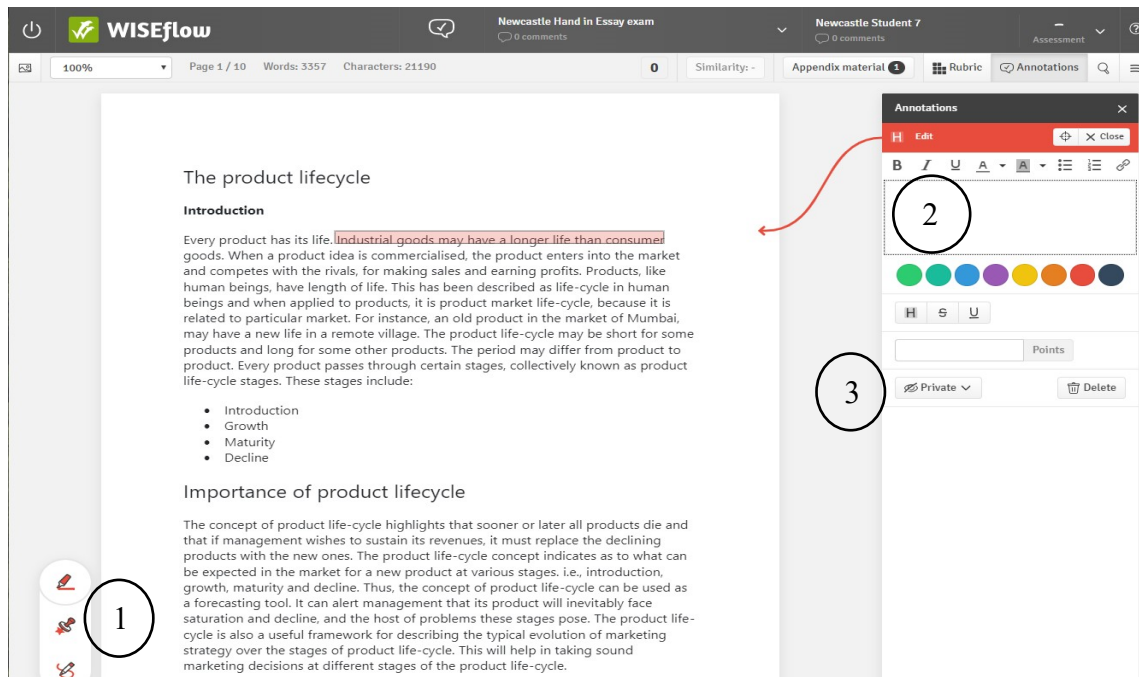 WISEflow
Newcastle Hand in Essay exam
0 comments
Newcastle Student 7
0 comments
–
Assessment
100%
Page 1 / 10 Words: 3357 Characters: 21190
0
Similarity: -
Appendix material 1
Rubric
Annotations
Annotations
H Edit
Close
B I U A A
2
H S U
Points
3
Private
Delete
The product lifecycle
Introduction
Every product has its life. Industrial goods may have a longer life than consumer
goods. When a product idea is commercialised, the product enters into the market
and competes with the rivals, for making sales and earning profits. Products, like
human beings, have length of life. This has been described as life-cycle in human
beings and when applied to products, it is product market life-cycle, because it is
related to particular market. For instance, an old product in the market of Mumbai,
may have a new life in a remote village. The product life-cycle may be short for some
products and long for some other products. The period may differ from product to
product. Every product passes through certain stages, collectively known as product
life-cycle stages. These stages include:
• Introduction
• Growth
• Maturity
• Decline
Importance of product lifecycle
The concept of product life-cycle highlights that sooner or later all products die and
that if management wishes to sustain its revenues, it must replace the declining
products with the new ones. The product life-cycle concept indicates as to what can
be expected in the market for a new product at various stages. i.e., introduction,
growth, maturity and decline. Thus, the concept of product life-cycle can be used as
a forecasting tool. It can alert management that its product will inevitably face
saturation and decline, and the host of problems these stages pose. The product life-
cycle is also a useful framework for describing the typical evolution of marketing
strategy over the stages of product life-cycle. This will help in taking sound
marketing decisions at different stages of the product life-cycle.
1